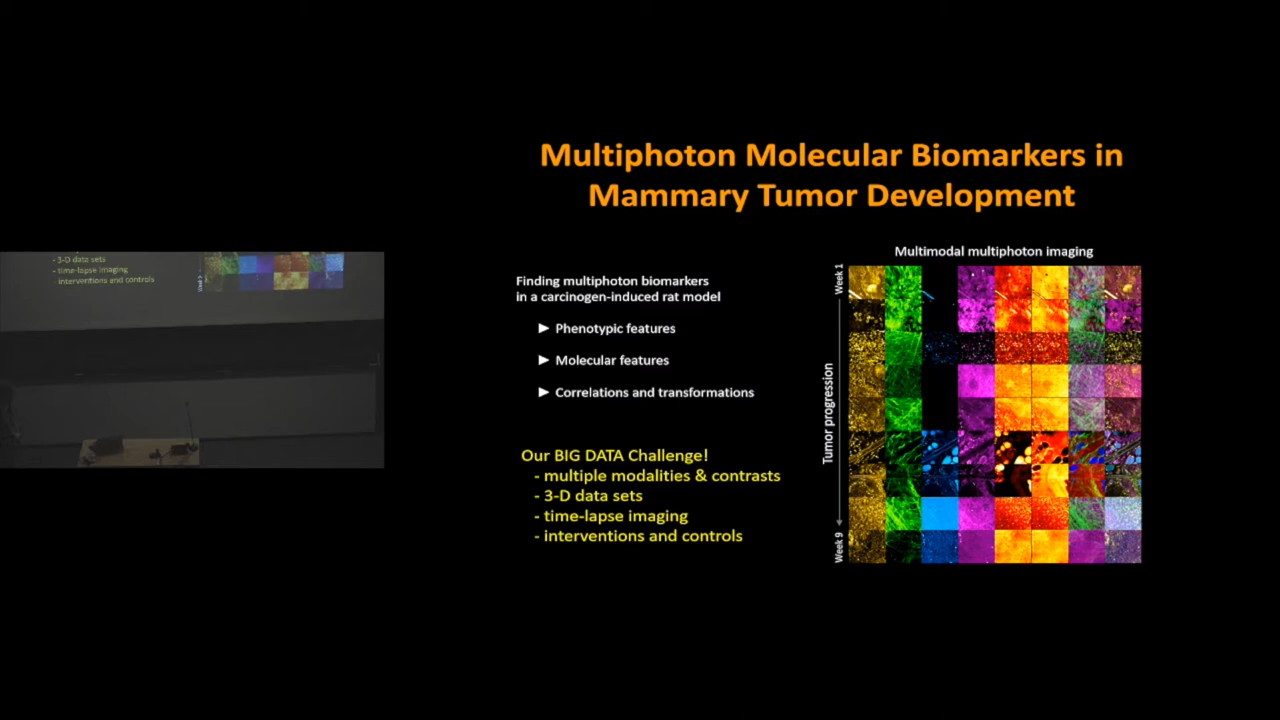 Multiphoton Molecular Biomarkers in
Mammary Tumor Development
- 3-D data sets
- time-lapse imaging
- interventions and controls
Week 9
Finding multiphoton biomarkers
in a carcinogen-induced rat model
► Phenotypic features
► Molecular features
► Correlations and transformations
Our BIG DATA Challenge!
- multiple modalities & contrasts
- 3-D data sets
- time-lapse imaging
- interventions and controls
Multimodal multiphoton imaging
Week 1
Tumor progression
Week 9